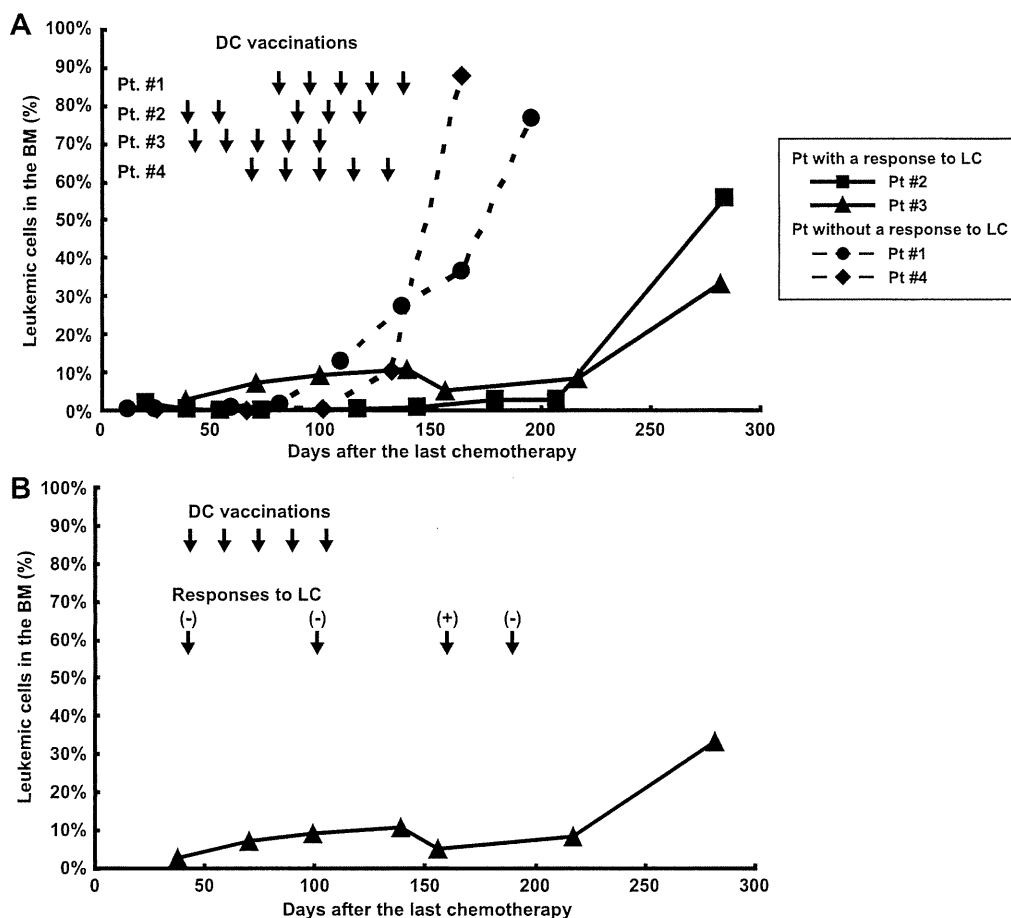 A
100%
90%
80%
70%
60%
50%
40%
30%
20%
10%
0%
Leukemic cells in the BM (%)
DC vaccinations
Pt. #1
Pt. #2
Pt. #3
Pt. #4
0 50 100 150 200 250 300
Days after the last chemotherapy
Pt with a response to LC
Pt #2
Pt #3
Pt without a response to LC
Pt #1
Pt #4
B
100%
90%
80%
70%
60%
50%
40%
30%
20%
10%
0%
Leukemic cells in the BM (%)
DC vaccinations
Responses to LC
(-) (-) (+) (-)
0 50 100 150 200 250 300
Days after the last chemotherapy